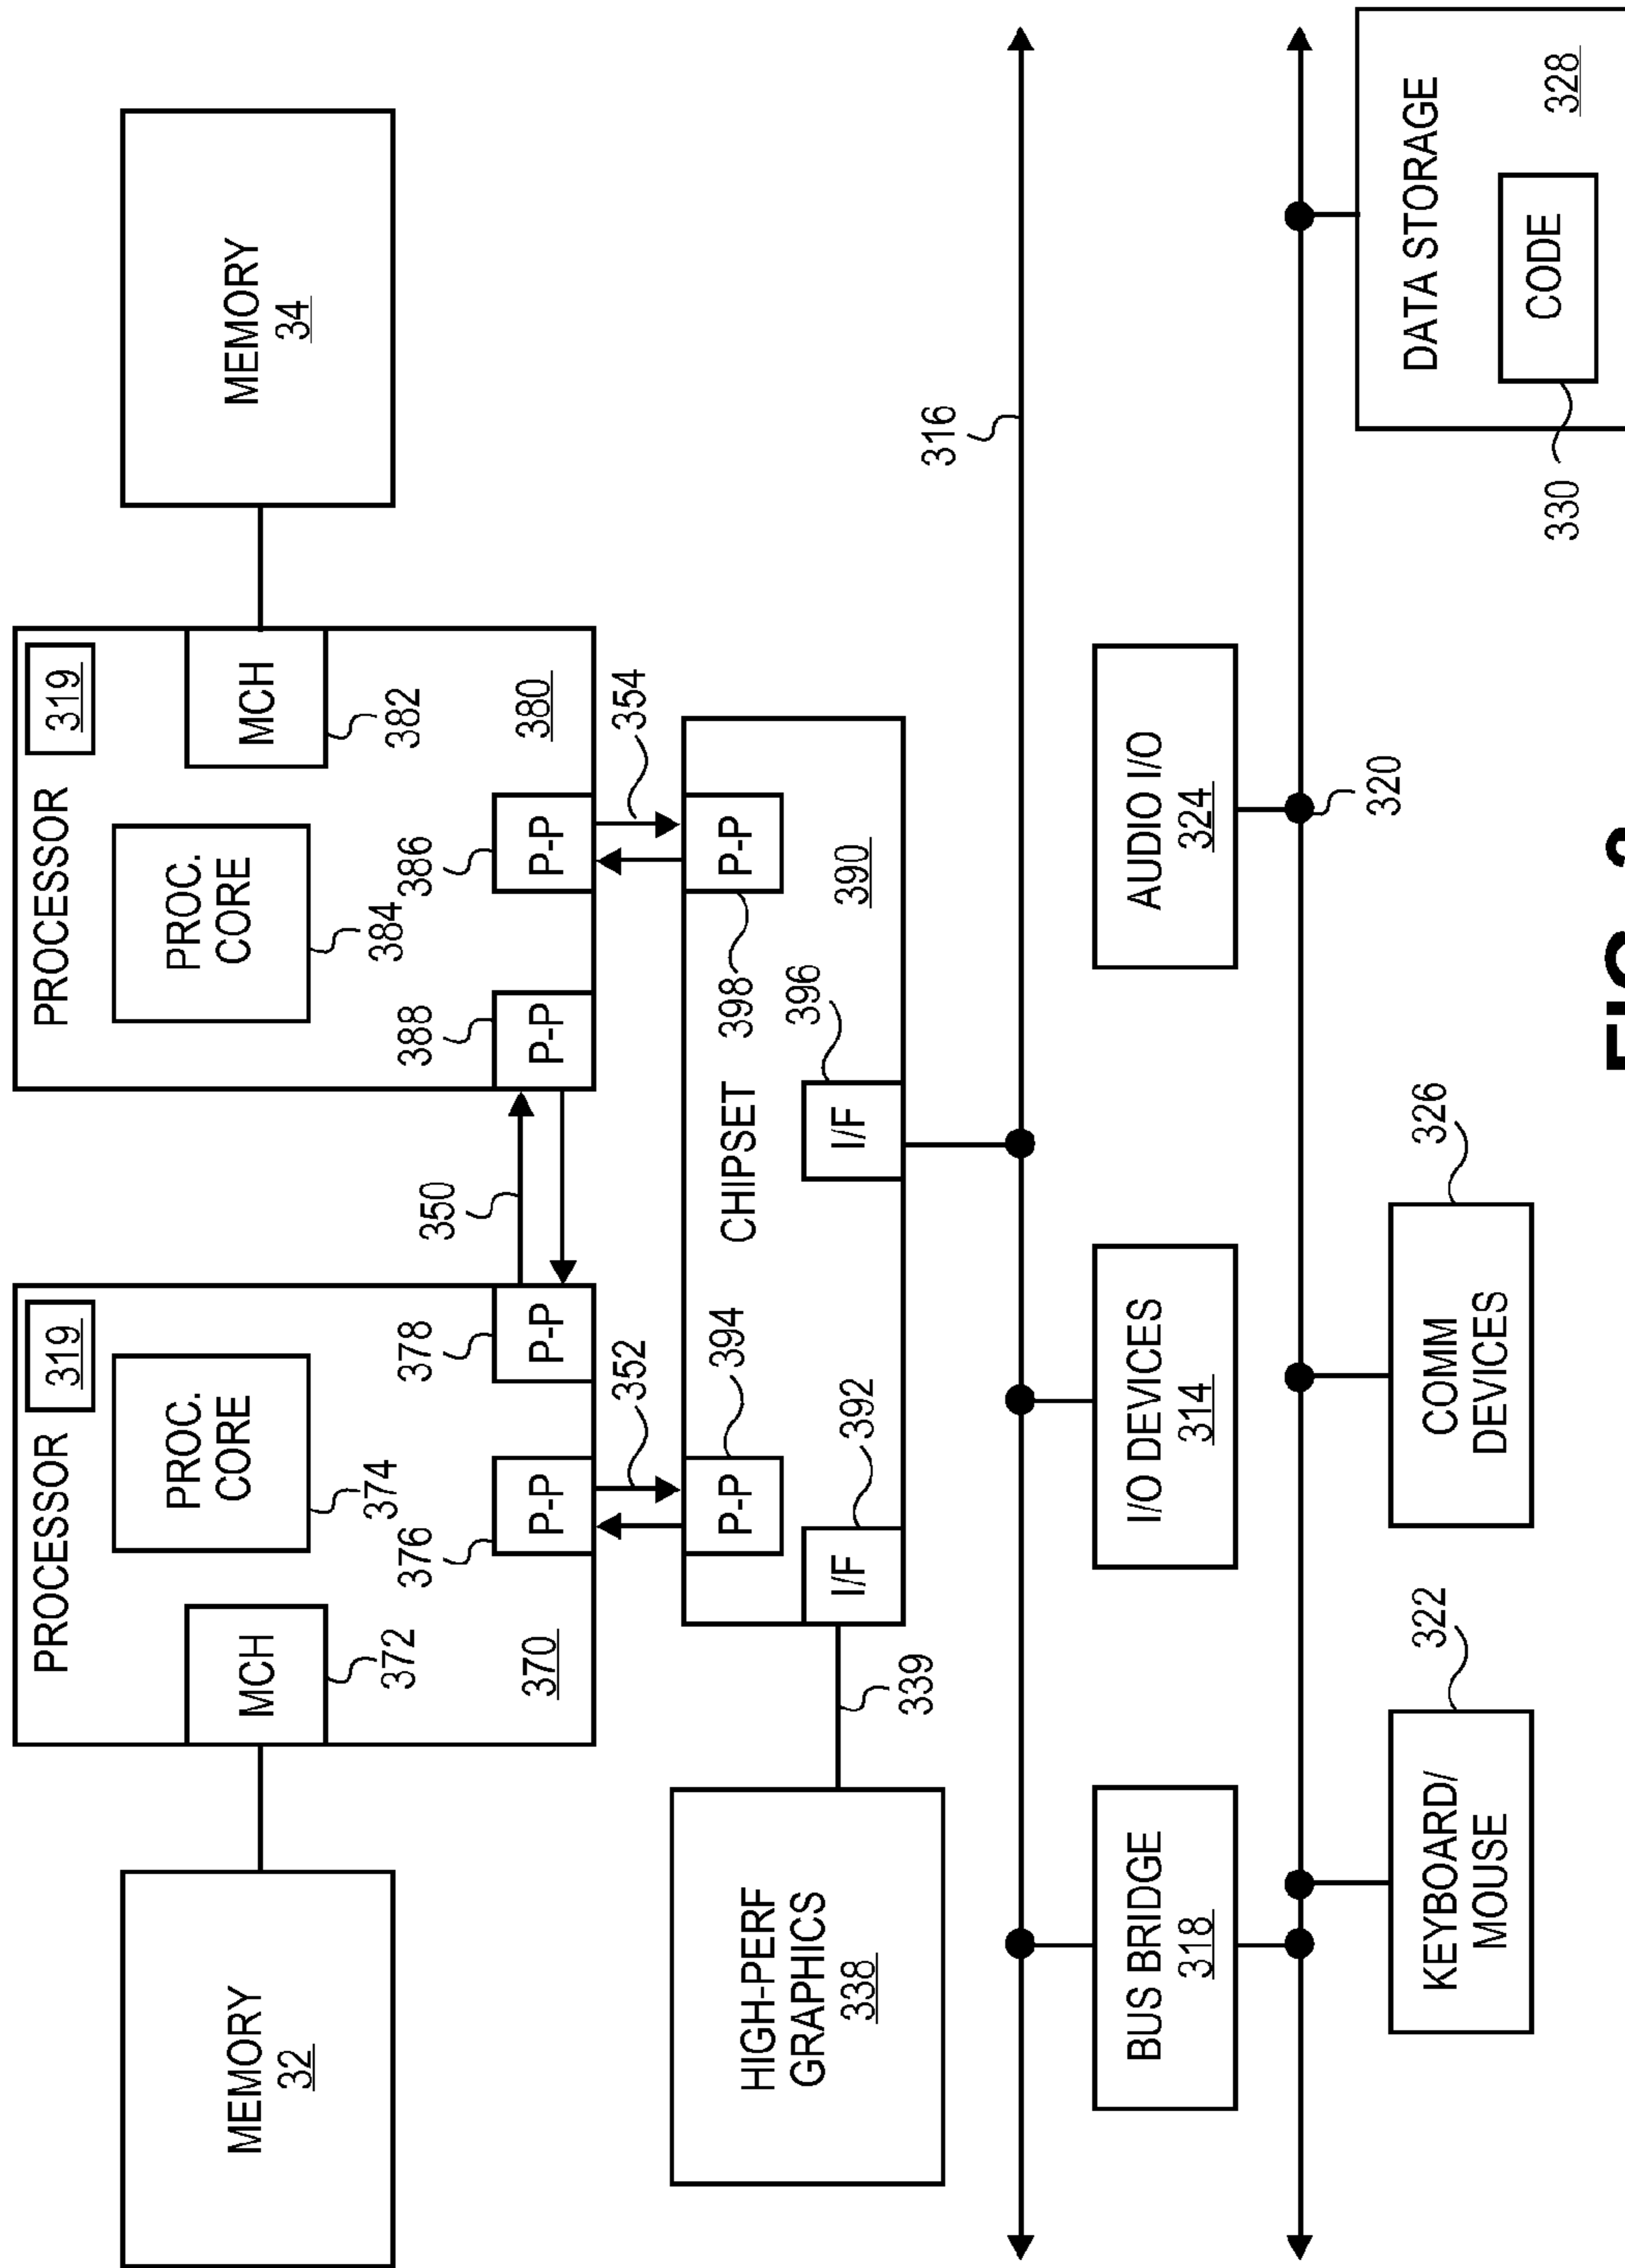 PROCESSOR
319
PROCESSOR
319
MEMORY
32
MCH
372
PROC.
CORE
374
370
376
P-P
378
P-P
350
PROC.
CORE
384
388
P-P
386
P-P
MCH
382
380
MEMORY
34
352
354
HIGH-PERF
GRAPHICS
338
339
I/F
392
P-P
394
CHIPSET
I/F
396
P-P
398
390
316
BUS BRIDGE
318
I/O DEVICES
314
AUDIO I/O
324
320
KEYBOARD/
MOUSE
322
COMM
DEVICES
326
DATA STORAGE
328
CODE
330
FIG.